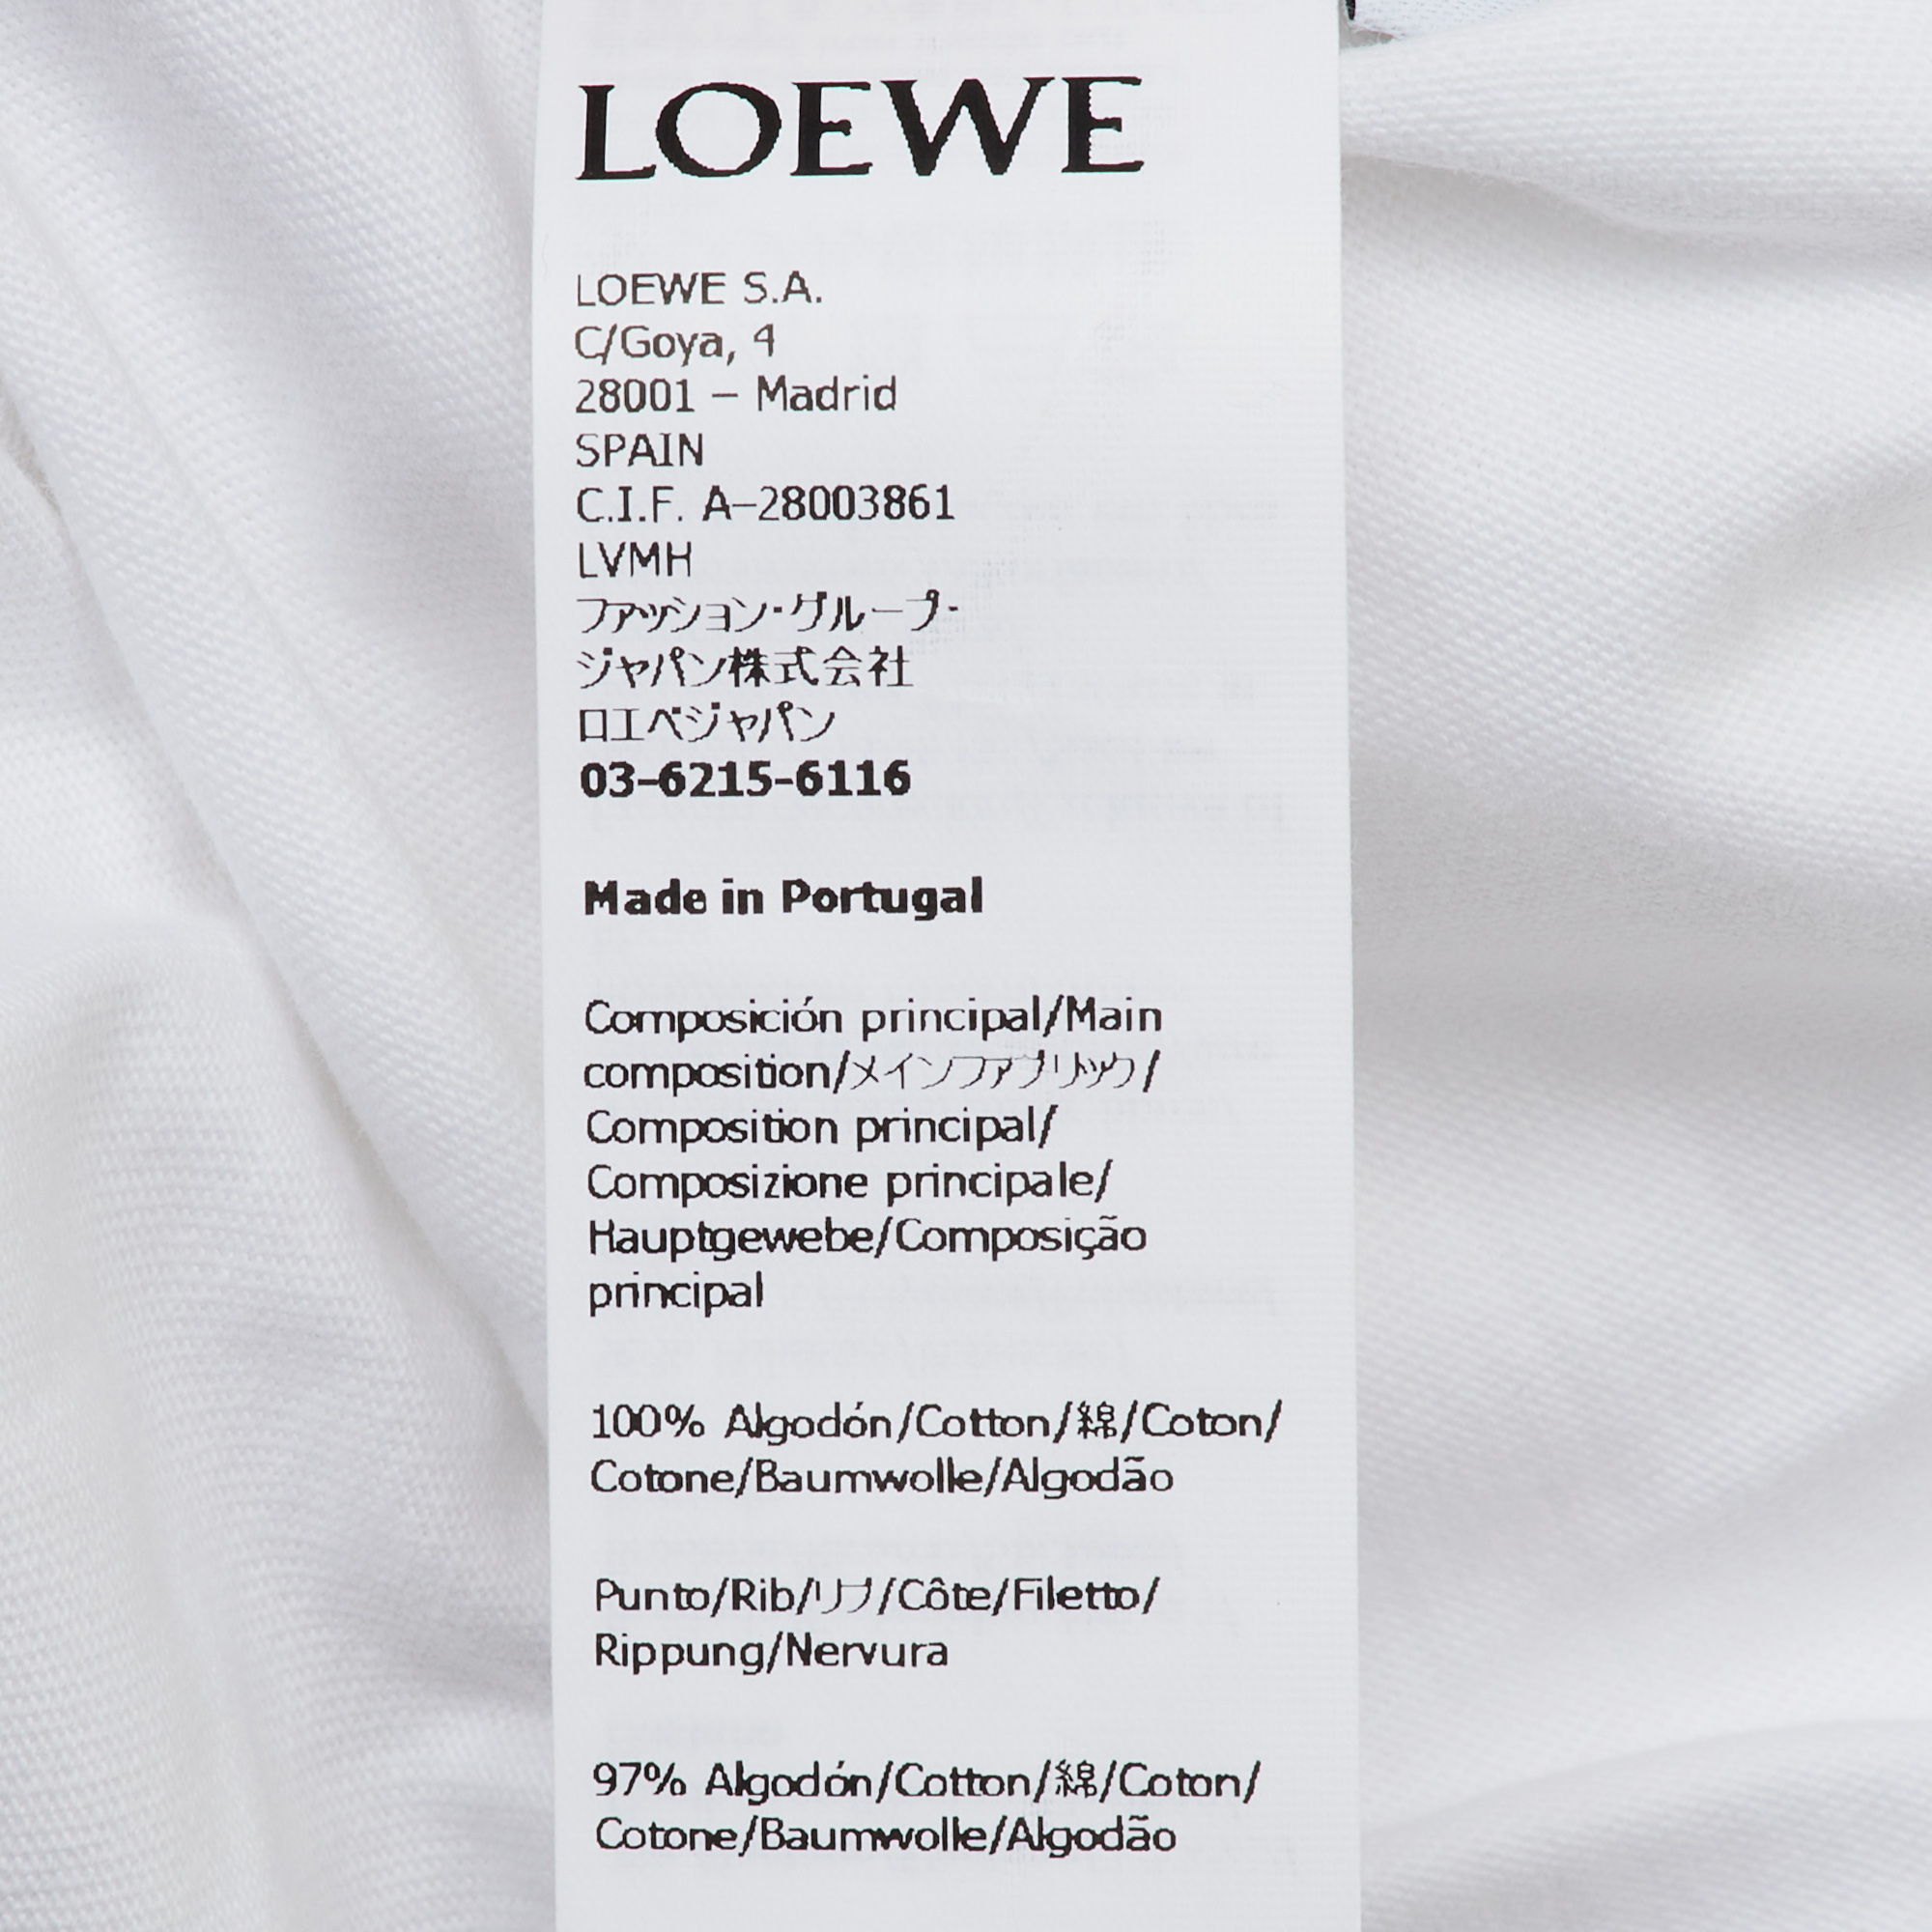 LOEWE
LOEWE S.A.
C/Goya, 4
28001 – Madrid
SPAIN
C.I.F. A–28003861
LVMH
ファッション·グループ·
ジャパン株式会社
ロエベジャパン
03–6215–6116
Made in Portugal
Composición principal/Main
composition/メインファブリック/
Composition principal/
Composizione principale/
Hauptgewebe/Composição
principal
100% Algodón/Cotton/綿/Coton/
Cotone/Baumwolle/Algodão
Punto/Rib/リブ/Côte/Filetto/
Rippung/Nervura
97% Algodón/Cotton/綿/Coton/
Cotone/Baumwolle/Algodão